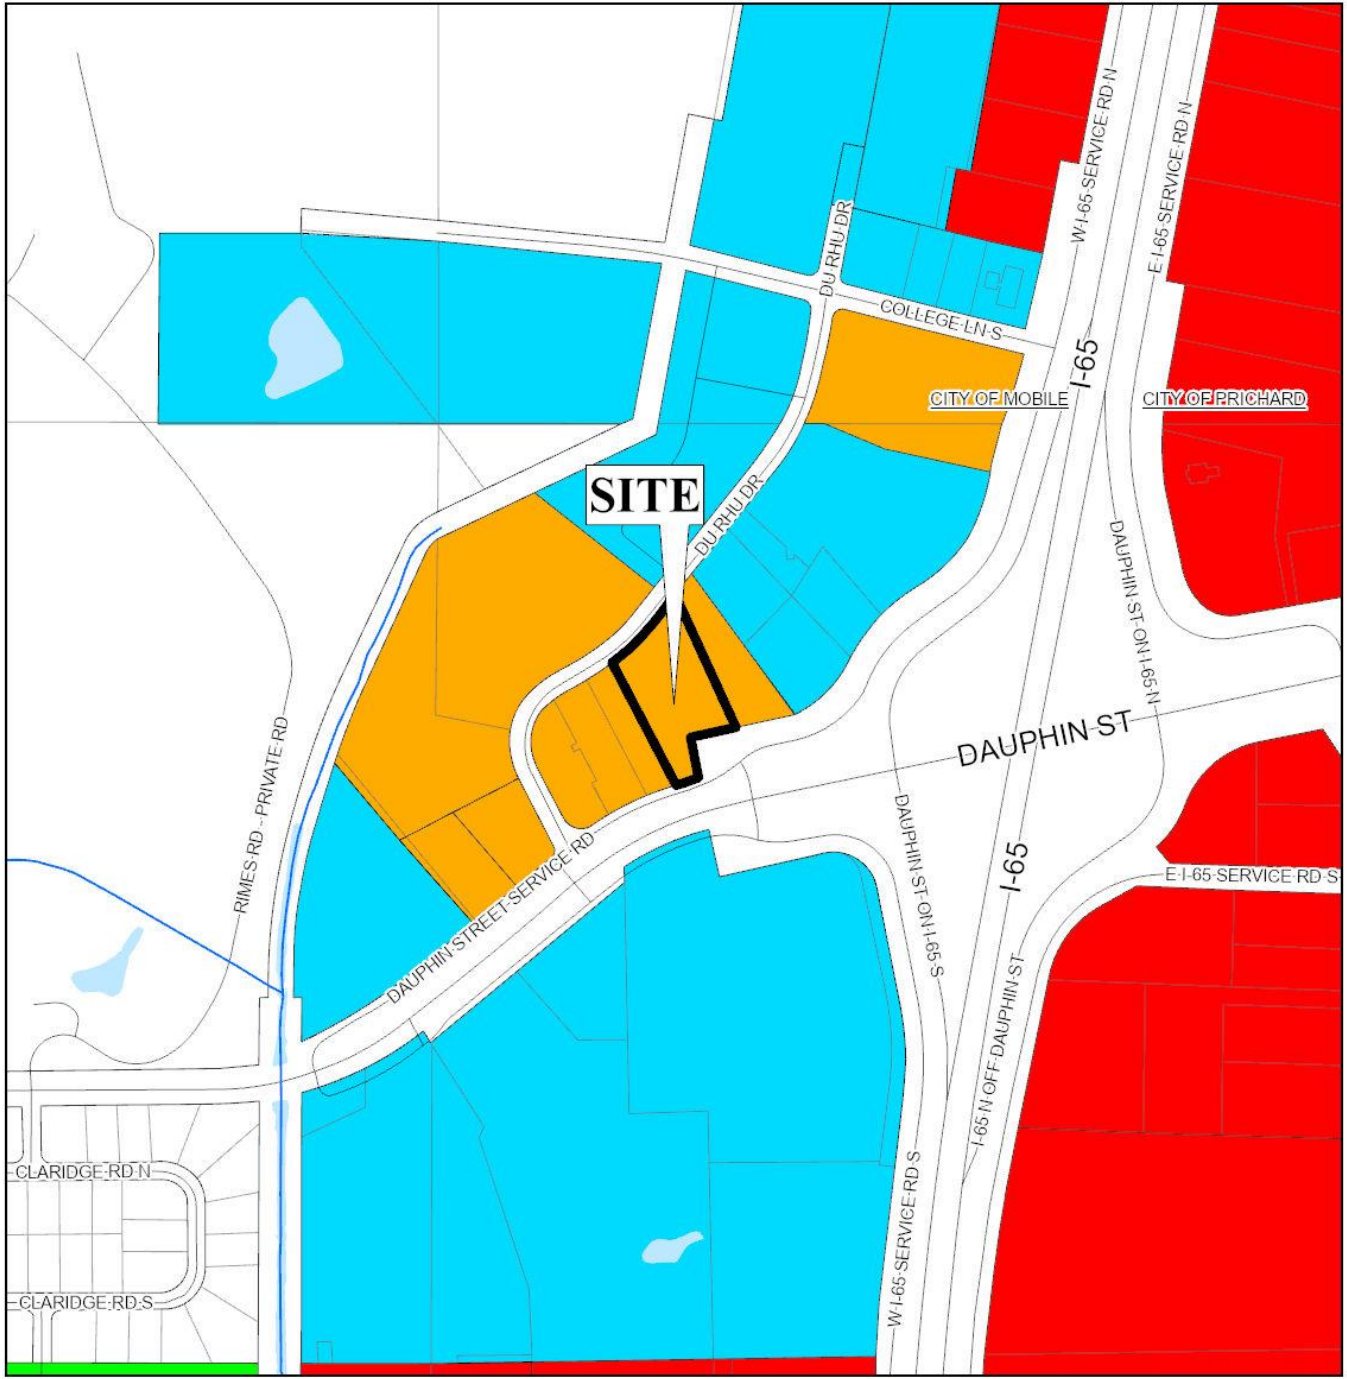 W-I-65-SERVICE-RD-N
E-I-65-SERVICE-RD-N
DU-RHU-DR
COLLEGE-LN-S
I-65
CITY OF MOBILE
CITY OF PRICHARD
SITE
DU-RHU-DR
DAUPHIN-ST-ON-I-65-N
DAUPHIN-ST
RIMES-RD--PRIVATE-RD
DAUPHIN-ST-ON-I-65-S
I-65
DAUPHIN-STREET-SERVICE-RD
E-I-65-SERVICE RD-S
I-65-N-OFF-DAUPHIN-ST
CLARIDGE-RD-N
W-I-65-SERVICE-RD-S
CLARIDGE-RD-S